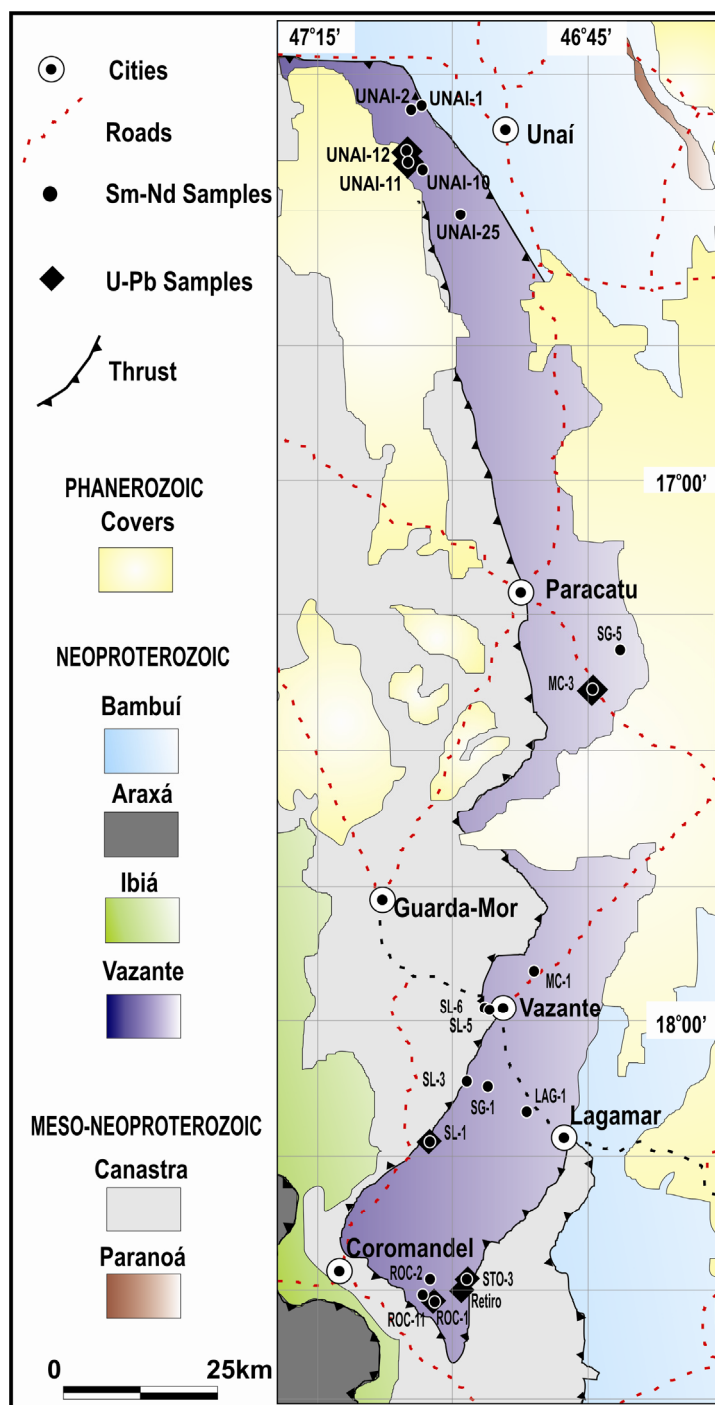 47°15’
46°45’
Cities
Roads
Sm-Nd Samples
U-Pb Samples
Thrust
PHANEROZOIC
Covers
NEOPROTEROZOIC
Bambuí
Araxá
Ibiá
Vazante
MESO-NEOPROTEROZOIC
Canastra
Paranoá
0 25km
UNAI-2
UNAI-1
Unaí
UNAI-12
UNAI-11
UNAI-10
UNAI-25
17°00’
Paracatu
SG-5
MC-3
Guarda-Mor
MC-1
SL-6
SL-5
Vazante
18°00’
SL-3
SG-1
LAG-1
Lagamar
SL-1
Coromandel
ROC-2
STO-3
Retiro
ROC-11
ROC-1